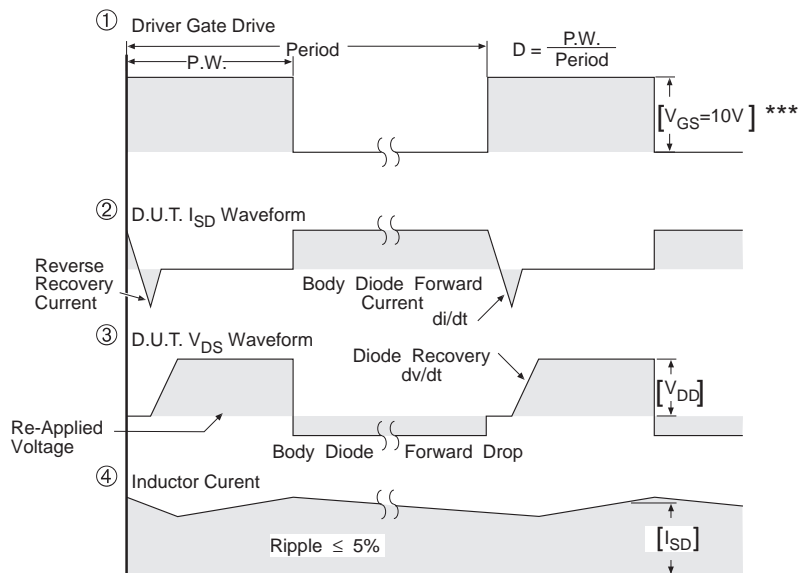 ① Driver Gate Drive
Period
P.W.
D = P.W. / Period
[VGS=10V] ***
② D.U.T. ISD Waveform
Reverse
Recovery
Current
Body Diode Forward
Current
di/dt
③ D.U.T. VDS Waveform
Diode Recovery
dv/dt
[VDD]
Re-Applied
Voltage
Body Diode Forward Drop
④ Inductor Curent
Ripple ≤ 5%
[ISD]